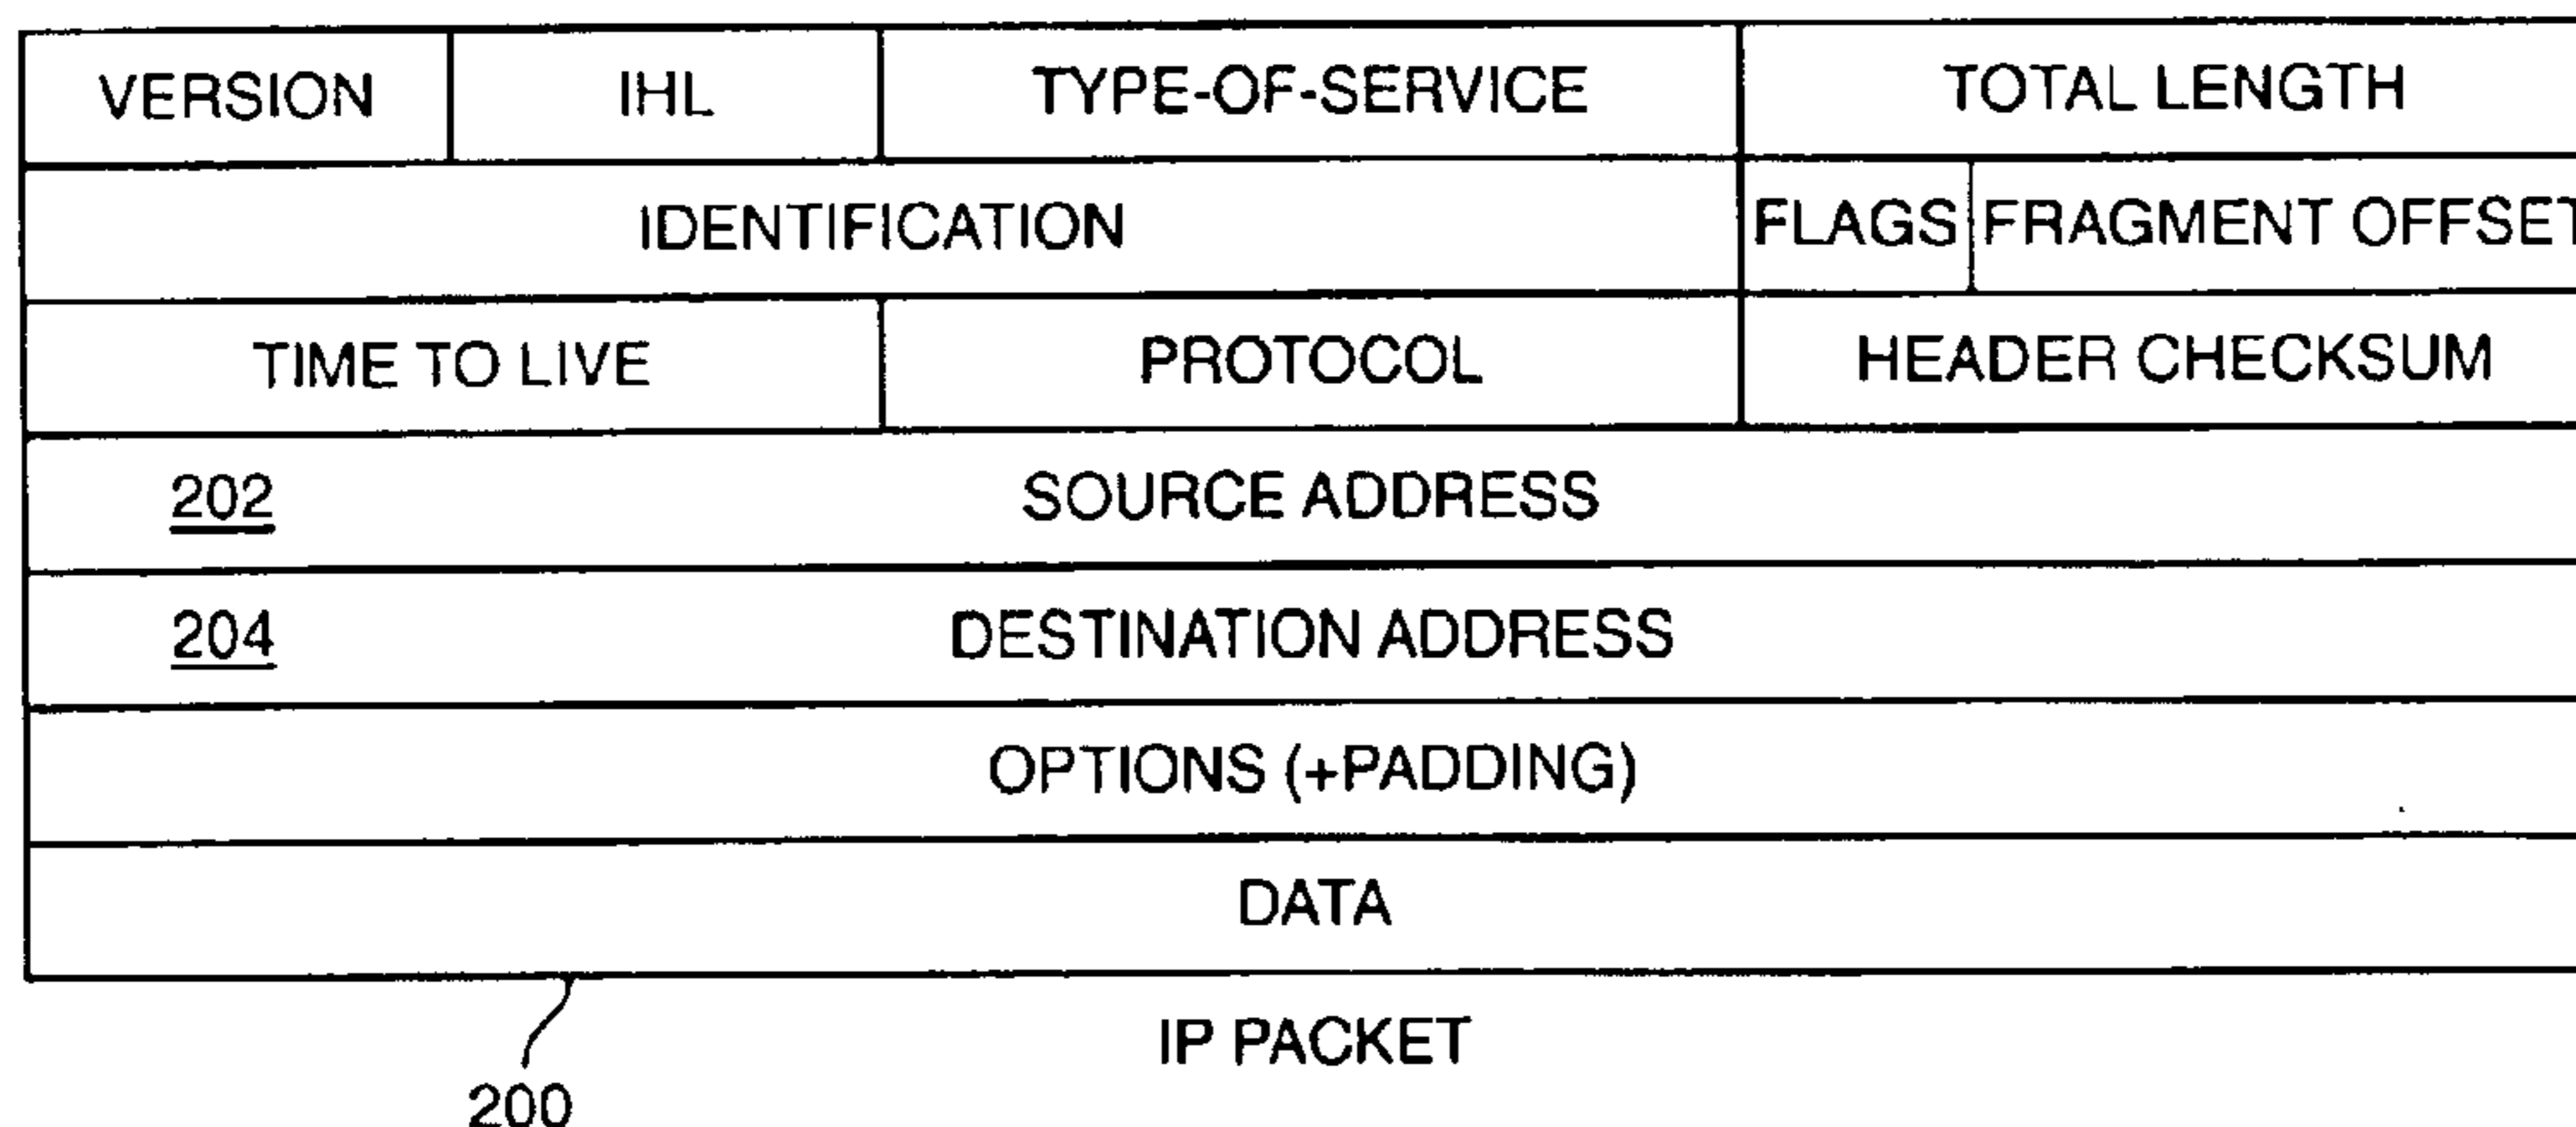 VERSION IHL TYPE-OF-SERVICE TOTAL LENGTH
IDENTIFICATION FLAGS FRAGMENT OFFSET
TIME TO LIVE PROTOCOL HEADER CHECKSUM
202 SOURCE ADDRESS
204 DESTINATION ADDRESS
OPTIONS (+PADDING)
DATA
IP PACKET
200